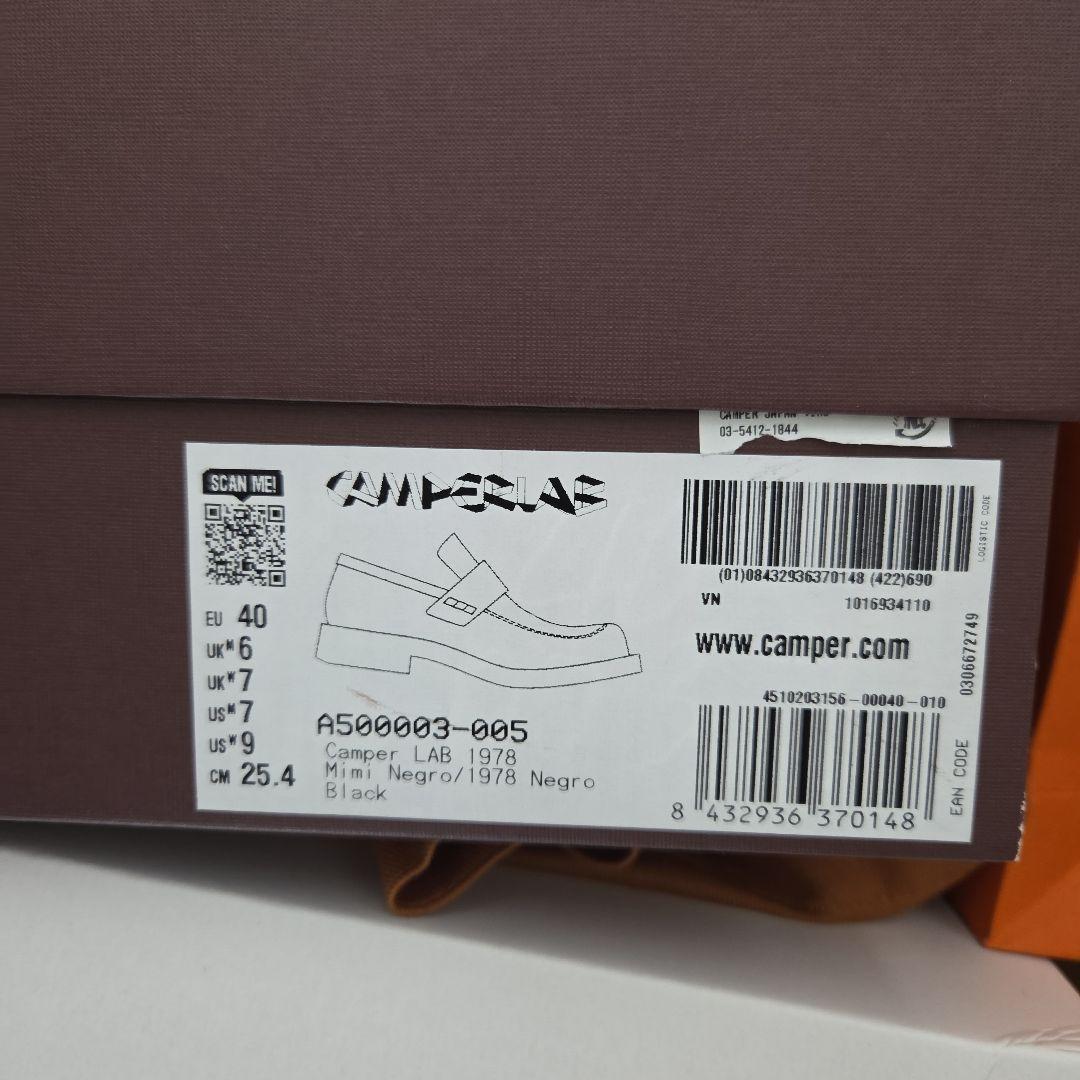 CAMPER JAPAN
03-5412-1844
SCAN ME!
CAMPERLAB
EU 40
UK M 6
UK W 7
US M 7
US W 9
CM 25.4
A500003-005
Camper LAB 1978
Mimi Negro/1978 Negro
Black
(01)08432936370148 (422)690
VN 1016934110
www.camper.com
4510203156-00040-010
8 432936 370148
LOGISTIC CODE
0306672749
EAN CODE